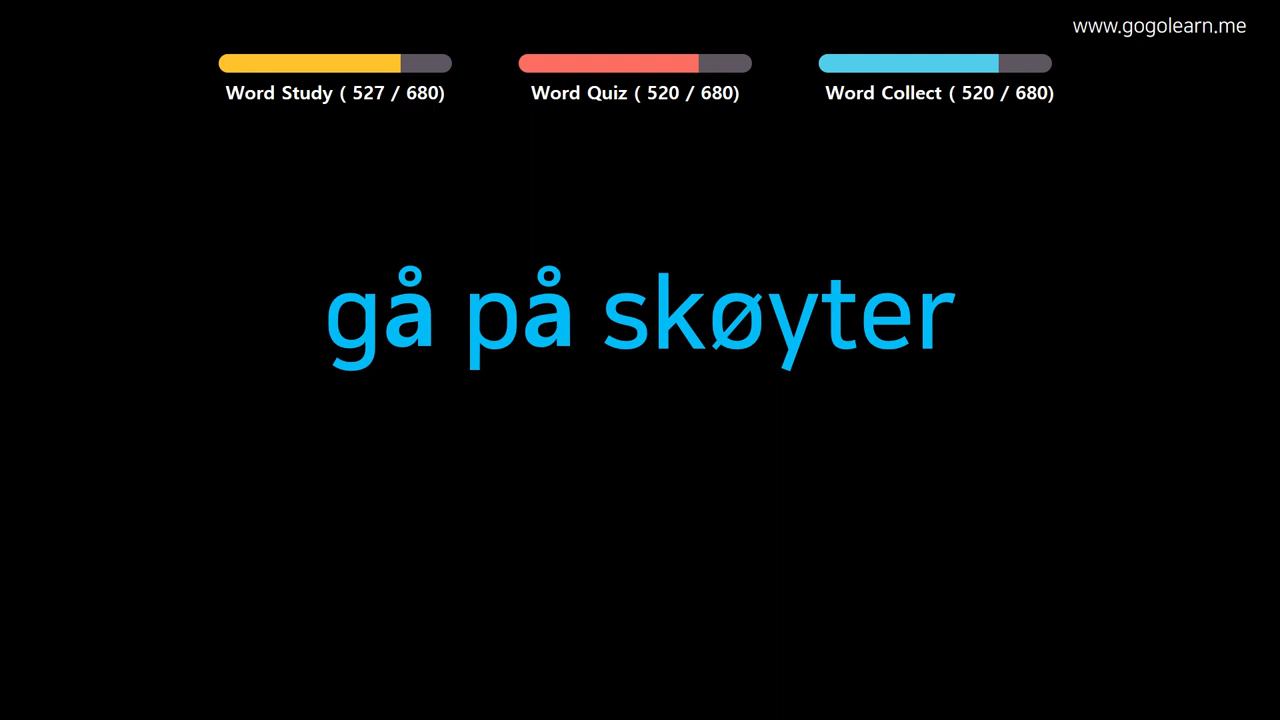 www.gogolearn.me
Word Study ( 527 / 680)
Word Quiz ( 520 / 680)
Word Collect ( 520 / 680)
gå på skøyter